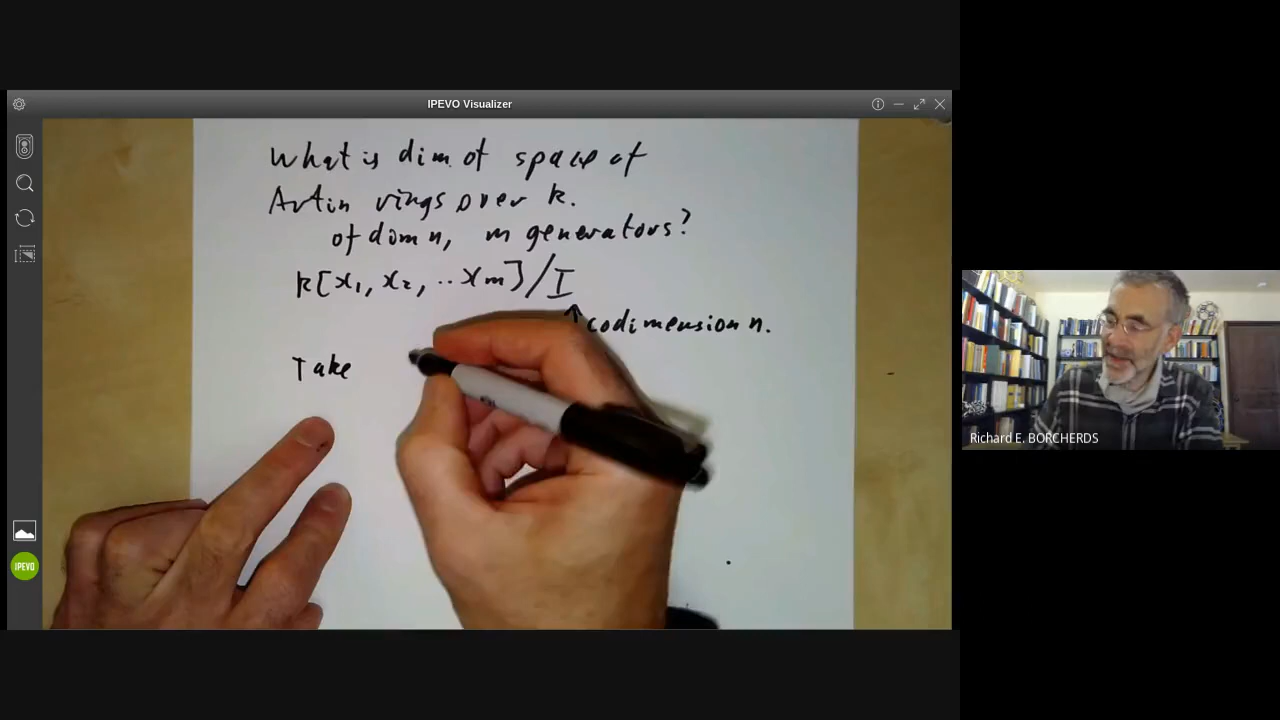 IPEVO Visualizer
What is dim. of space of
Artin rings over k.
of dim n, m generators?
k[x₁, x₂, .. xₘ]/I
↑ codimension n.
Take
IPEVO
Richard E. BORCHERDS